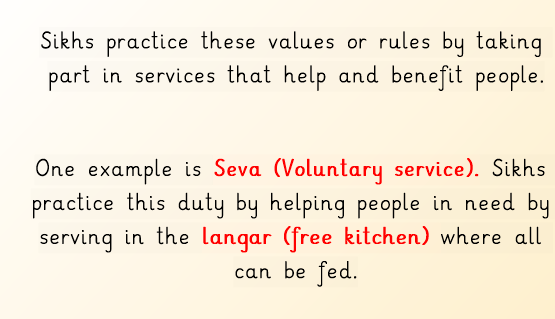 Sikhs practice these values or rules by taking
part in services that help and benefit people.
One example is Seva (Voluntary service). Sikhs
practice this duty by helping people in need by
serving in the langar (free kitchen) where all
can be fed.